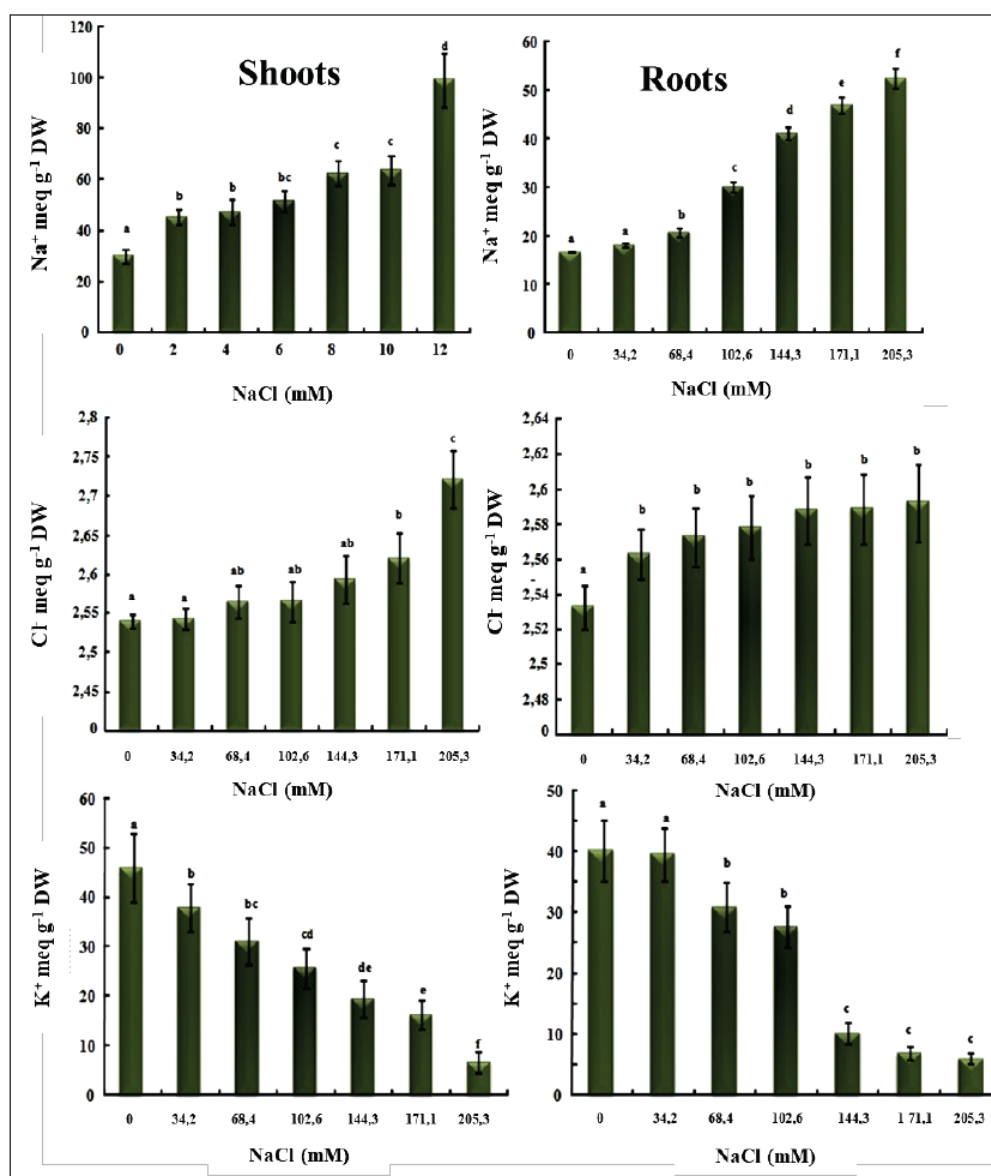 Shoots
Na⁺ meq g⁻¹ DW
120
100
80
60
40
20
0
a
b
b
bc
c
c
d
0 2 4 6 8 10 12
NaCl (mM)
Roots
Na⁺ meq g⁻¹ DW
60
50
40
30
20
10
0
a
a
b
c
d
e
f
0 34,2 68,4 102,6 144,3 171,1 205,3
NaCl (mM)
Cl⁻ meq g⁻¹ DW
2,8
2,75
2,7
2,65
2,6
2,55
2,5
2,45
0
a
a
ab
ab
ab
b
c
0 34,2 68,4 102,6 144,3 171,1 205,3
NaCl (mM)
Cl⁻ meq g⁻¹ DW
2,64
2,62
2,6
2,58
2,56
2,54
2,52
2,5
2,48
0
a
b
b
b
b
b
b
0 34,2 68,4 102,6 144,3 171,1 205,3
NaCl (mM)
K⁺ meq g⁻¹ DW
60
50
40
30
20
10
0
a
b
bc
cd
de
e
f
0 34,2 68,4 102,6 144,3 171,1 205,3
NaCl (mM)
K⁺ meq g⁻¹ DW
50
40
30
20
10
0
a
a
b
b
c
c
c
0 34,2 68,4 102,6 144,3 1 71,1 205,3
NaCl (mM)